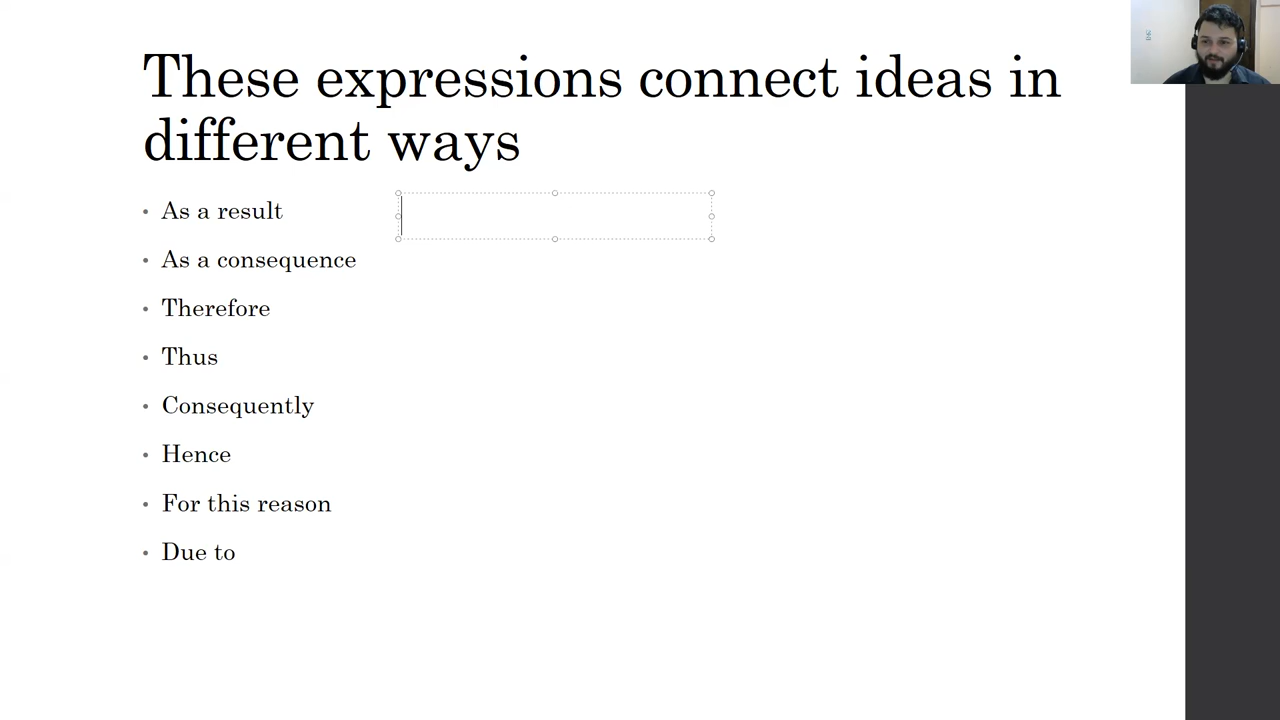 These expressions connect ideas in
different ways
• As a result
• As a consequence
• Therefore
• Thus
• Consequently
• Hence
• For this reason
• Due to